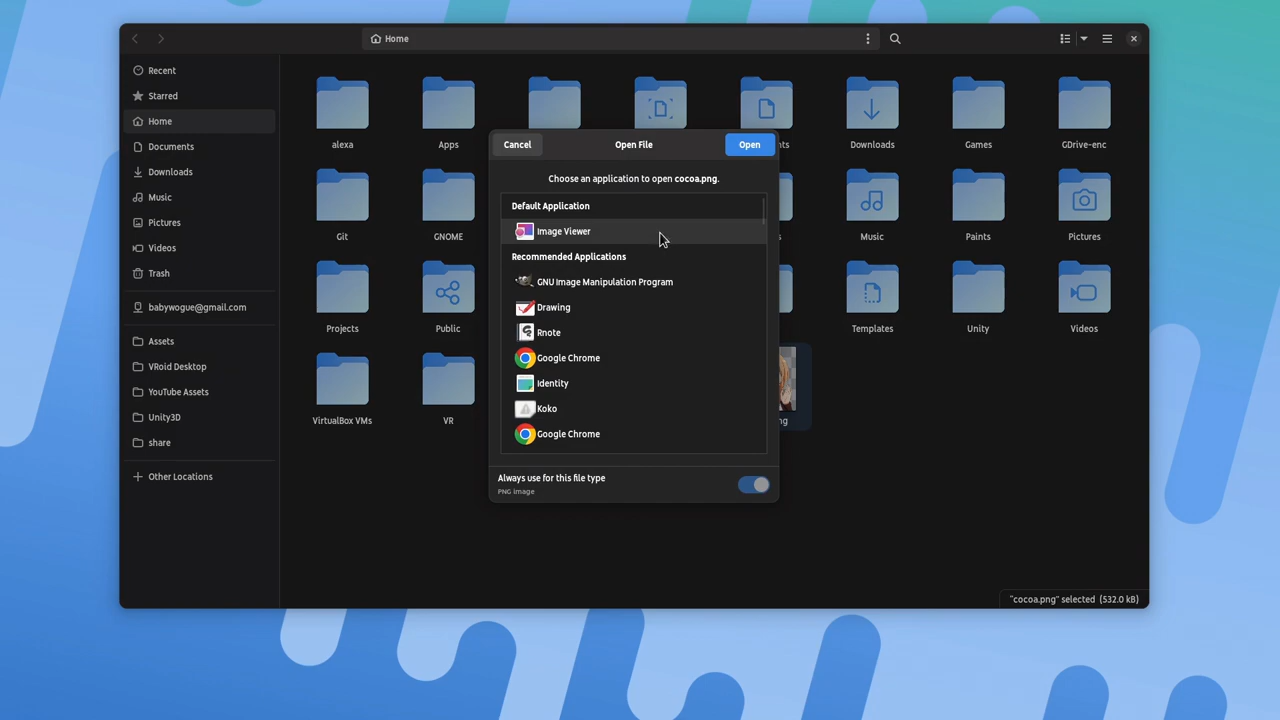 Home
Recent
Starred
Home
Documents
Downloads
Music
Pictures
Videos
Trash
babywogue@gmail.com
Assets
VRoid Desktop
YouTube Assets
Unity3D
share
Other Locations
alexa
Apps
Downloads
Games
GDrive-enc
Git
GNOME
Music
Paints
Pictures
Projects
Public
Templates
Unity
Videos
VirtualBox VMs
VR
Cancel
Open File
Open
Choose an application to open cocoa.png.
Default Application
Image Viewer
Recommended Applications
GNU Image Manipulation Program
Drawing
Rnote
Google Chrome
Identity
Koko
Google Chrome
Always use for this file type
PNG image
"cocoa.png" selected (532.0 kB)